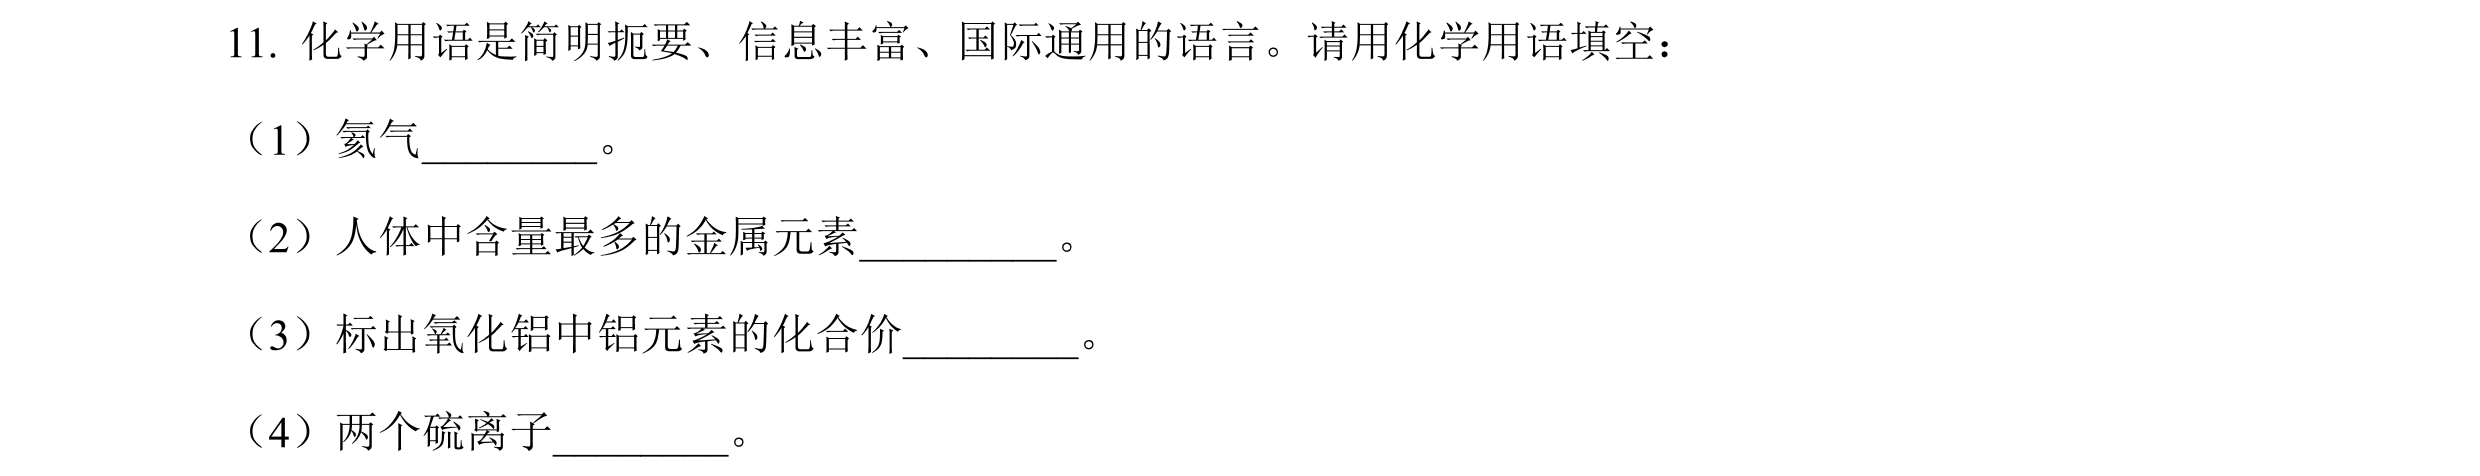 11. 化学用语是简明扼要、信息丰富、国际通用的语言。请用化学用语填空：
（1）氦气________。
（2）人体中含量最多的金属元素_________。
（3）标出氧化铝中铝元素的化合价________。
（4）两个硫离子________。